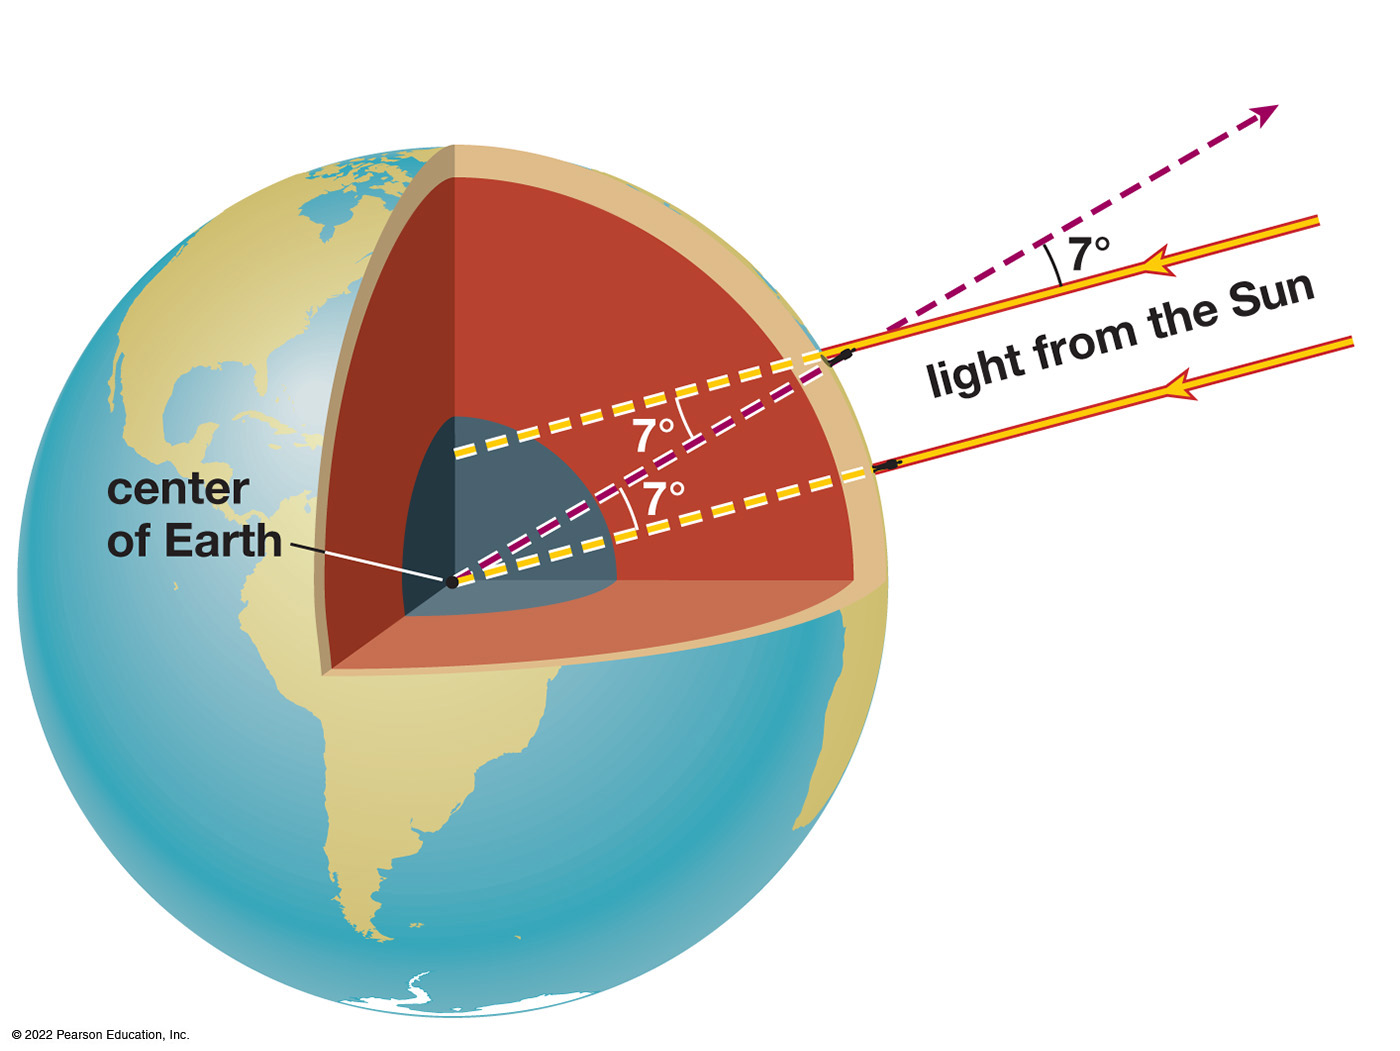 7°
light from the Sun
7°
7°
center
of Earth
© 2022 Pearson Education, Inc.